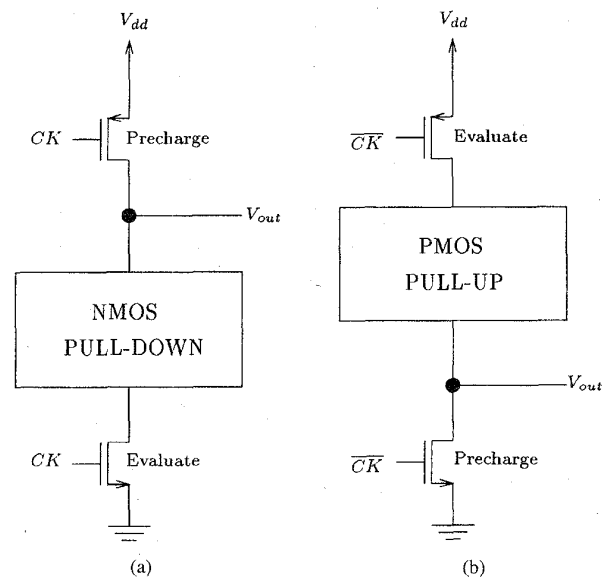 V_dd
CK
Precharge
V_out
NMOS
PULL-DOWN
CK
Evaluate
(a)
V_dd
C̅K̅
Evaluate
PMOS
PULL-UP
V_out
C̅K̅
Precharge
(b)